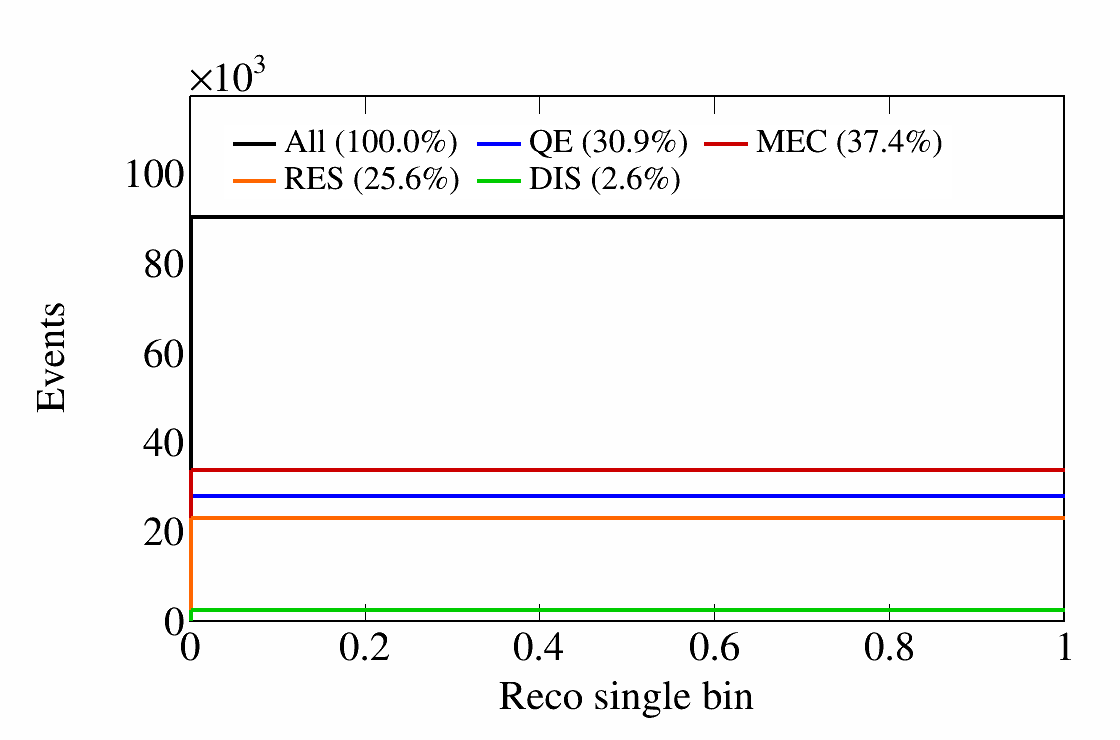 ×10³
All (100.0%) QE (30.9%) MEC (37.4%)
RES (25.6%) DIS (2.6%)
100
80
60
40
20
0
Events
0 0.2 0.4 0.6 0.8 1
Reco single bin